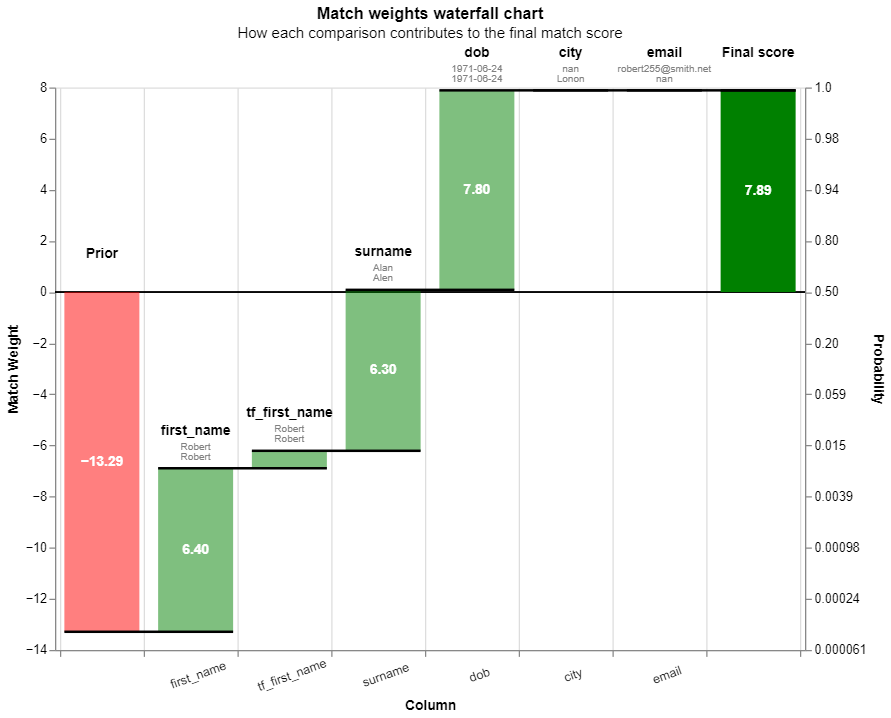 Match weights waterfall chart
How each comparison contributes to the final match score
dob
1971-06-24
1971-06-24
city
nan
Lonon
email
robert255@smith.net
nan
Final score
8
6
4
2
0
−2
−4
−6
−8
−10
−12
−14
Match Weight
Prior
−13.29
first_name
Robert
Robert
6.40
tf_first_name
Robert
Robert
surname
Alan
Alen
6.30
7.80
7.89
1.0
0.98
0.94
0.80
0.50
0.20
0.059
0.015
0.0039
0.00098
0.00024
0.000061
Probability
first_name
tf_first_name
surname
dob
city
email
Column